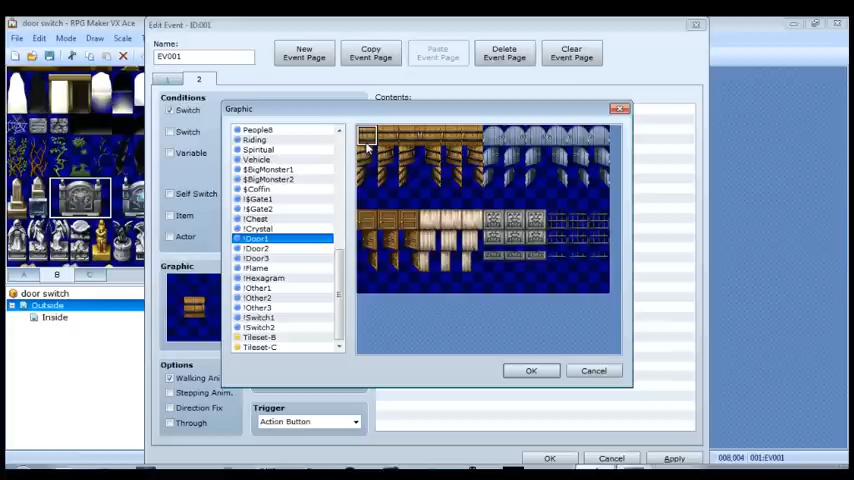 door switch - RPG Maker VX Ace
File Edit Mode Draw Scale
Edit Event - ID:001
Name:
EV001
New Event Page
Copy Event Page
Paste Event Page
Delete Event Page
Clear Event Page
1 2
Conditions
Contents:
Switch
Switch
Variable
Self Switch
Item
Actor
Graphic
Options
Walking Ani
Stepping Anim.
Direction Fix
Through
Trigger
Action Button
OK Cancel Apply
Graphic
People8
Riding
Spiritual
Vehicle
$BigMonster1
$BigMonster2
$Coffin
!$Gate1
!$Gate2
!Chest
!Crystal
!Door1
!Door2
!Door3
!Flame
!Hexagram
!Other1
!Other2
!Other3
!Switch1
!Switch2
Tileset-B
Tileset-C
OK Cancel
A B C
door switch
Outside
Inside
008,004 001:EV001